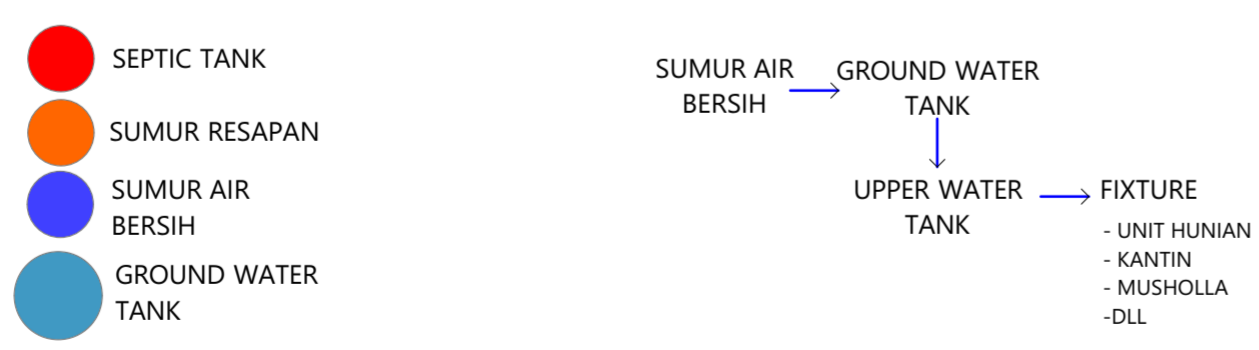 SEPTIC TANK
SUMUR RESAPAN
SUMUR AIR
BERSIH
GROUND WATER
TANK
SUMUR AIR
BERSIH
GROUND WATER
TANK
UPPER WATER
TANK
FIXTURE
- UNIT HUNIAN
- KANTIN
- MUSHOLLA
-DLL